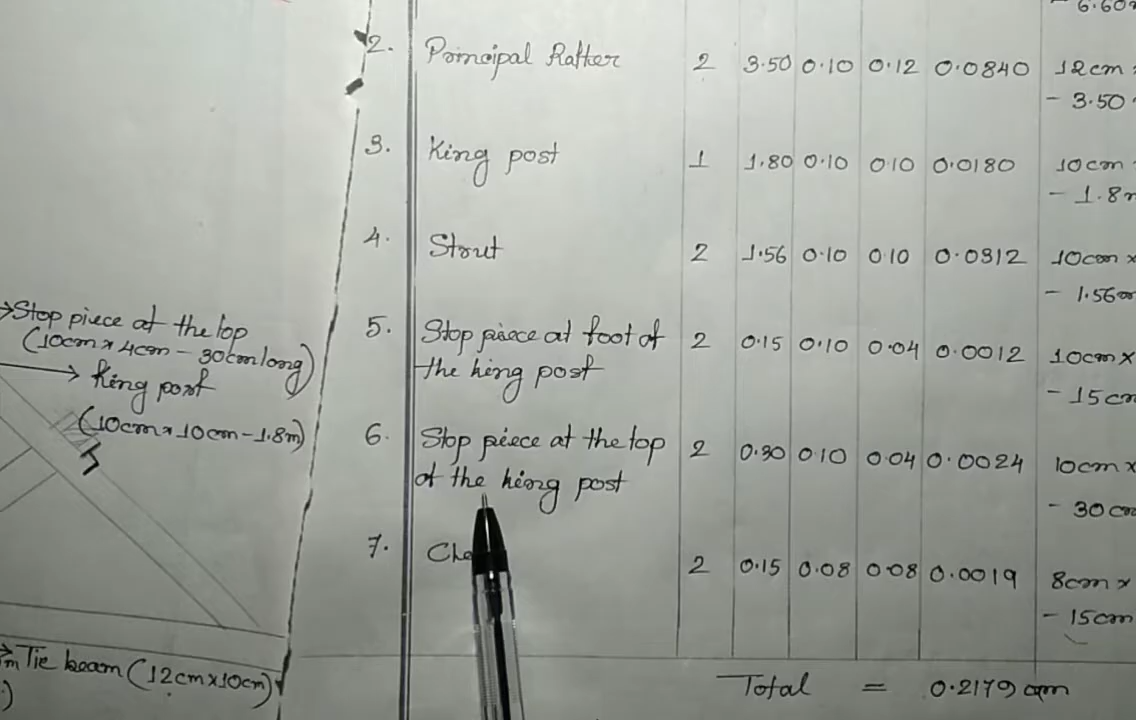 - 6.60m
2. Principal Rafter 2 3.50 0.10 0.12 0.0840 12cm
- 3.50
3. King post 1 1.80 0.10 0.10 0.0180 10cm
- 1.8m
4. Strut 2 1.56 0.10 0.10 0.0312 10cm x
- 1.56m
5. Stop piece at foot of 2 0.15 0.10 0.04 0.0012 10cm x
the king post
- 15cm
6. Stop piece at the top 2 0.30 0.10 0.04 0.0024 10cm x
of the king post
- 30cm
7. 2 0.15 0.08 0.08 0.0019 8cm x
- 15cm
Total = 0.2179 cum
Stop piece at the top
(10cm x 4cm - 30cm long)
King post
(10cm x 10cm - 1.8m)
Tie beam (12cm x 10cm)